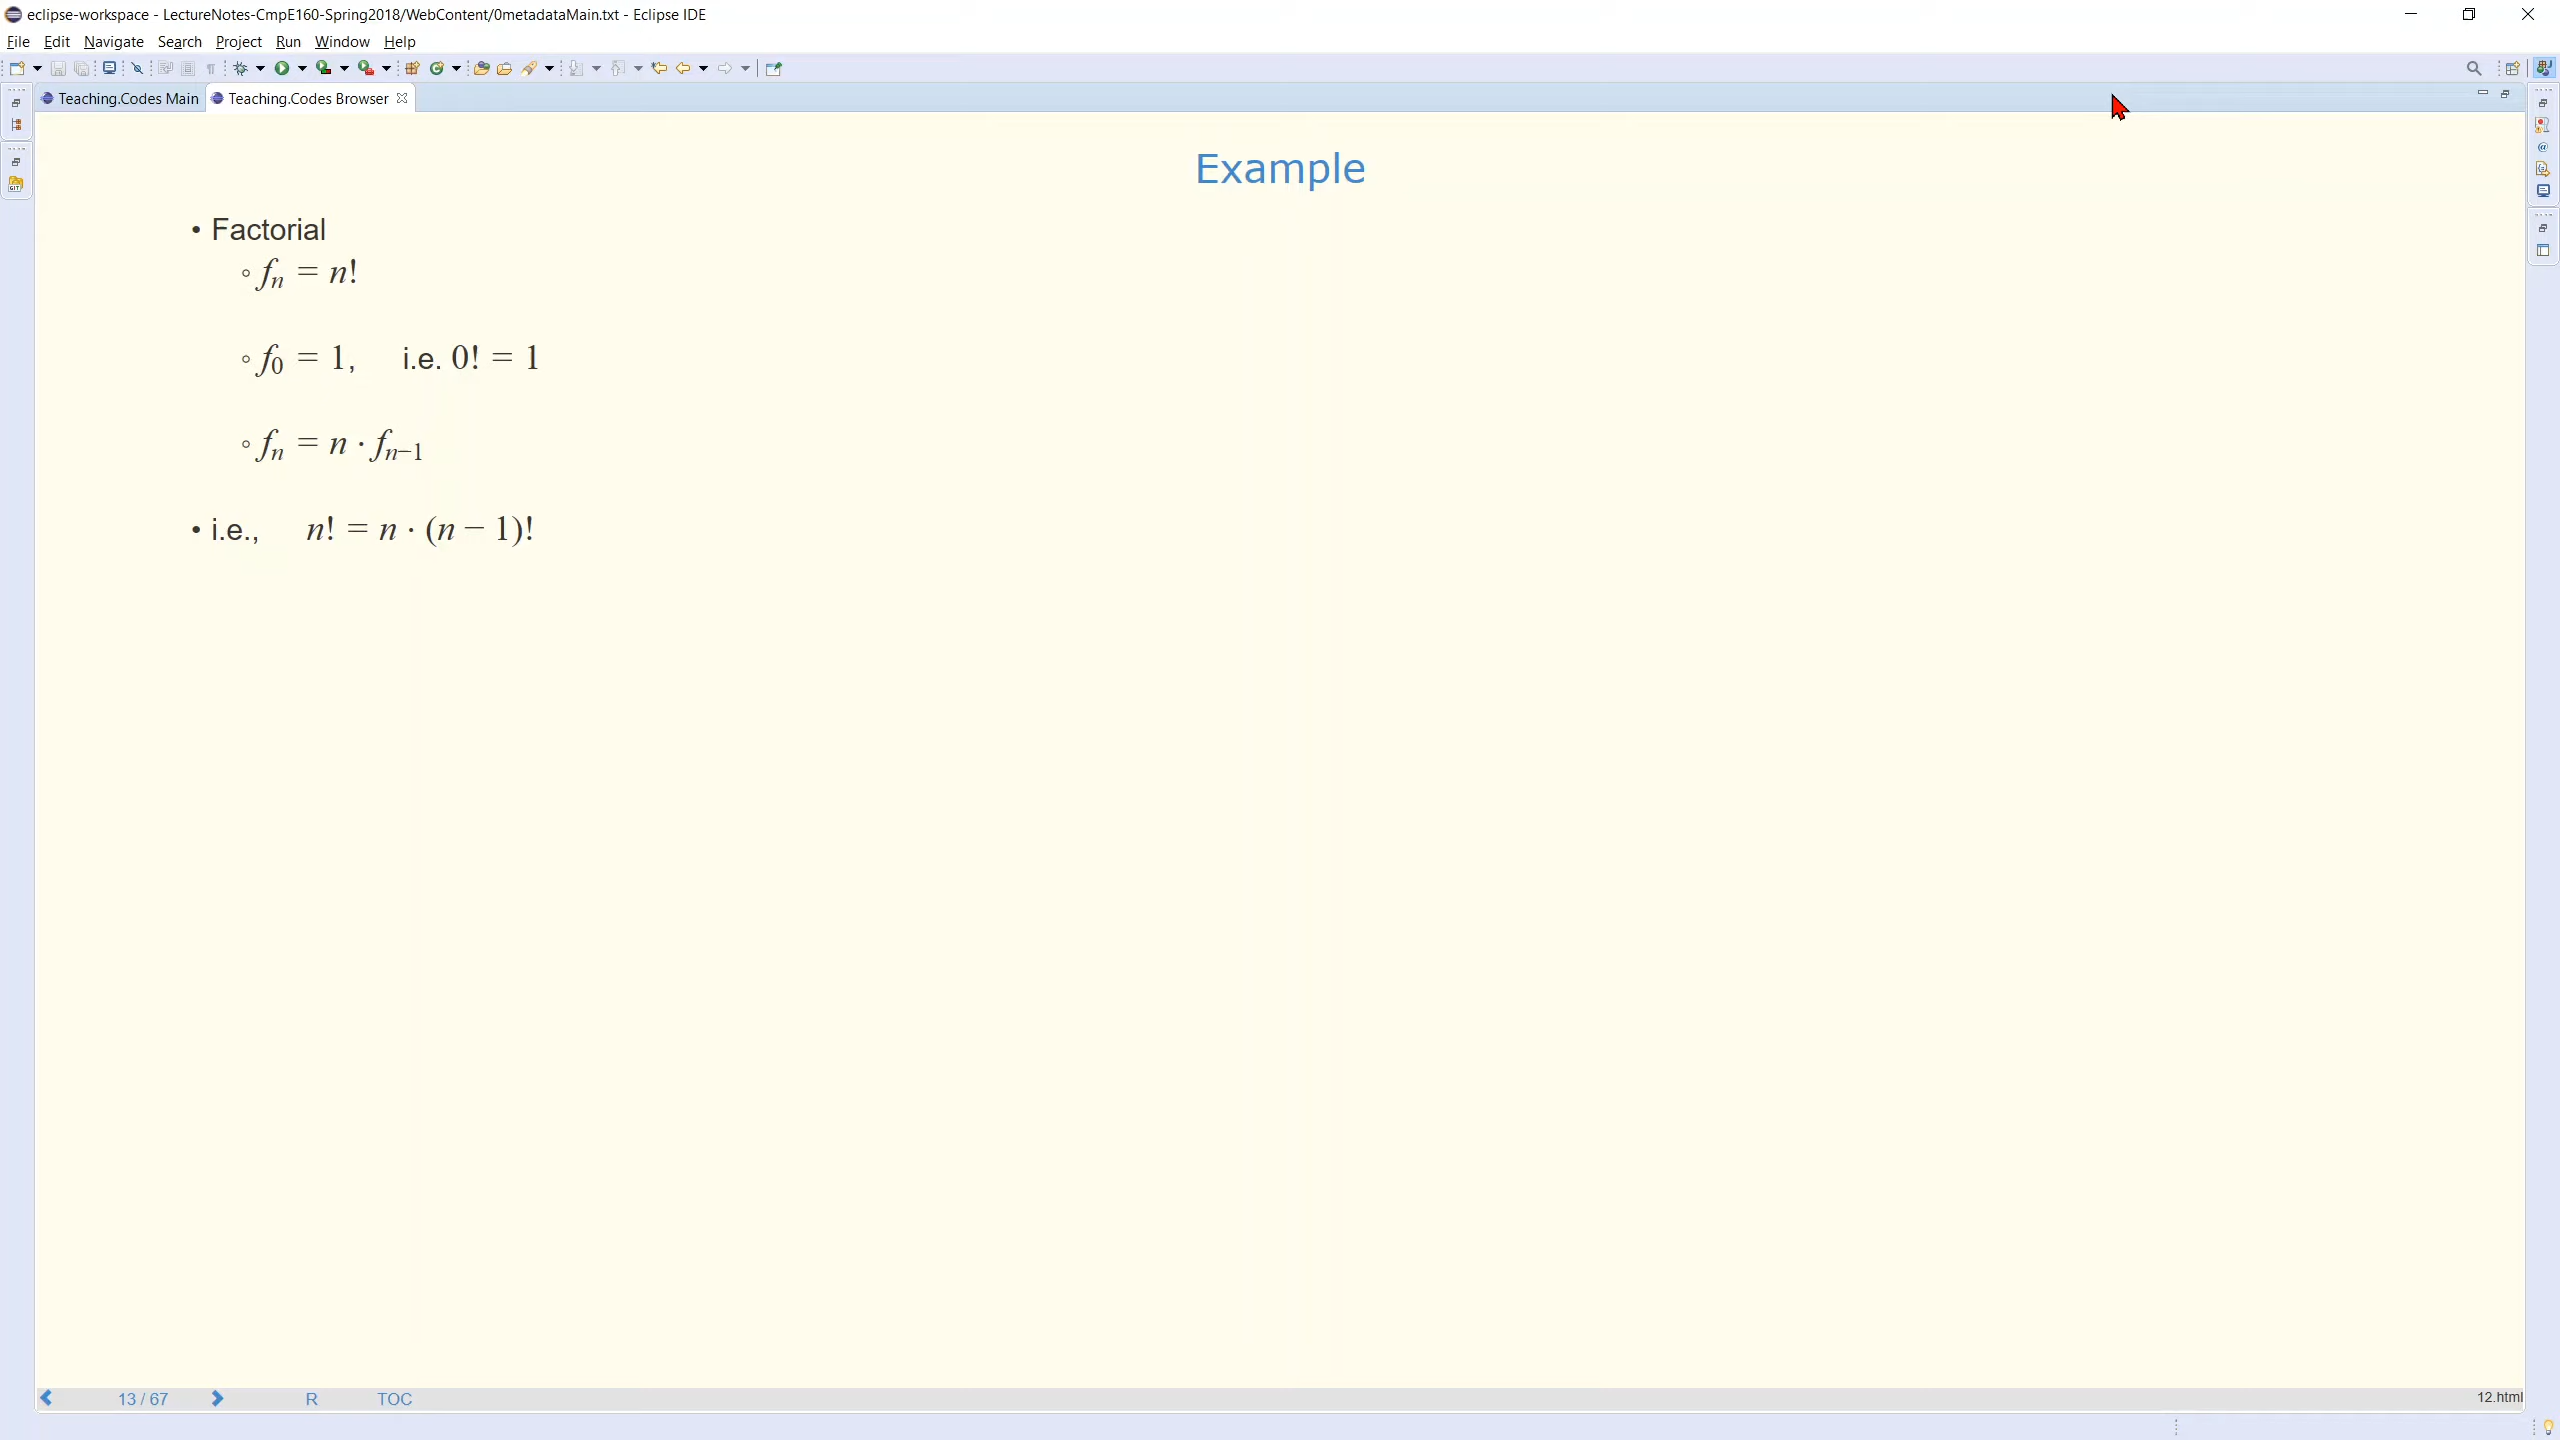 eclipse-workspace - LectureNotes-CmpE160-Spring2018/WebContent/0metadataMain.txt - Eclipse IDE
File Edit Navigate Search Project Run Window Help
Teaching.Codes Main Teaching.Codes Browser
Example
• Factorial
◦ fₙ = n!
◦ f₀ = 1, i.e. 0! = 1
◦ fₙ = n · fₙ₋₁
• i.e., n! = n · (n − 1)!
13 / 67 R TOC 12.html